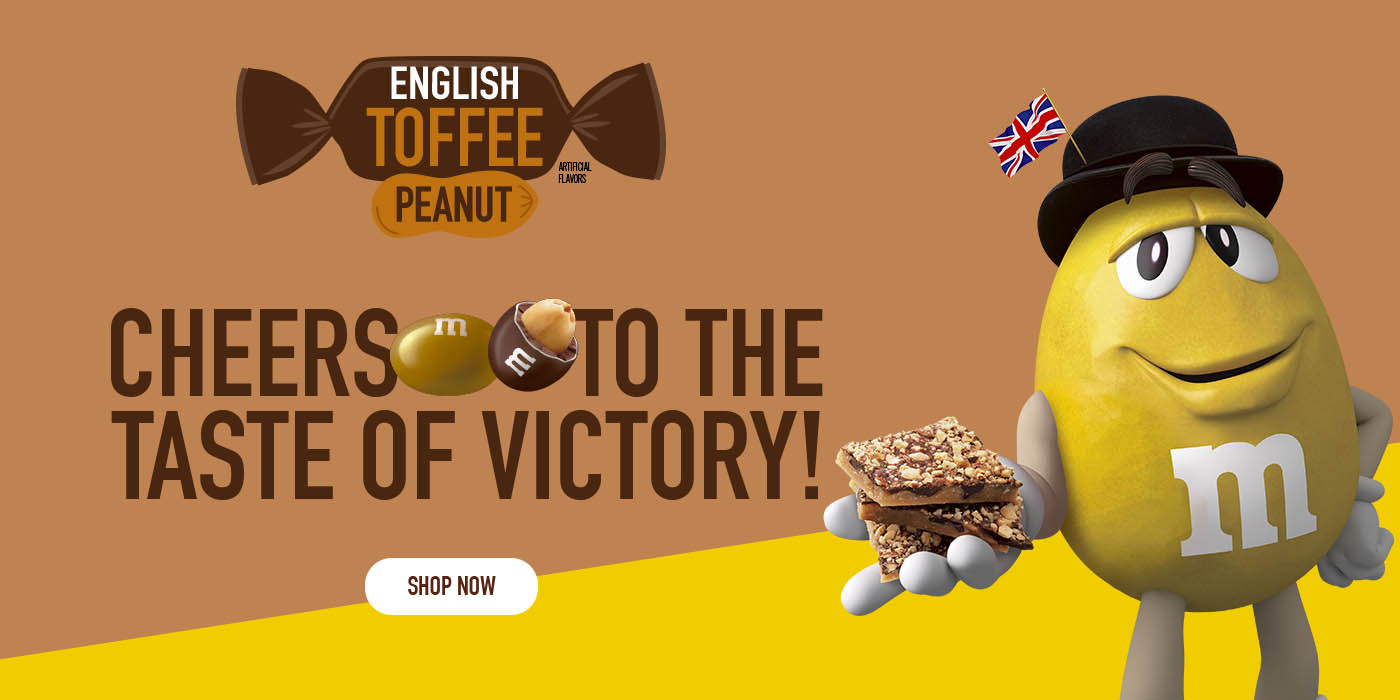 ENGLISH
TOFFEE
ARTIFICIAL
FLAVORS
PEANUT
CHEERS m m TO THE
TASTE OF VICTORY!
m
SHOP NOW